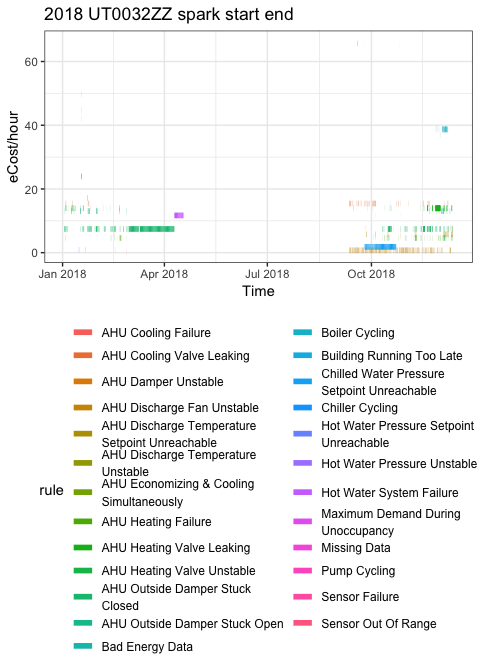 2018 UT0032ZZ spark start end
eCost/hour
60
40
20
0
Jan 2018
Apr 2018
Jul 2018
Oct 2018
Time
rule
AHU Cooling Failure
AHU Cooling Valve Leaking
AHU Damper Unstable
AHU Discharge Fan Unstable
AHU Discharge Temperature
Setpoint Unreachable
AHU Discharge Temperature
Unstable
AHU Economizing & Cooling
Simultaneously
AHU Heating Failure
AHU Heating Valve Leaking
AHU Heating Valve Unstable
AHU Outside Damper Stuck
Closed
AHU Outside Damper Stuck Open
Bad Energy Data
Boiler Cycling
Building Running Too Late
Chilled Water Pressure
Setpoint Unreachable
Chiller Cycling
Hot Water Pressure Setpoint
Unreachable
Hot Water Pressure Unstable
Hot Water System Failure
Maximum Demand During
Unoccupancy
Missing Data
Pump Cycling
Sensor Failure
Sensor Out Of Range